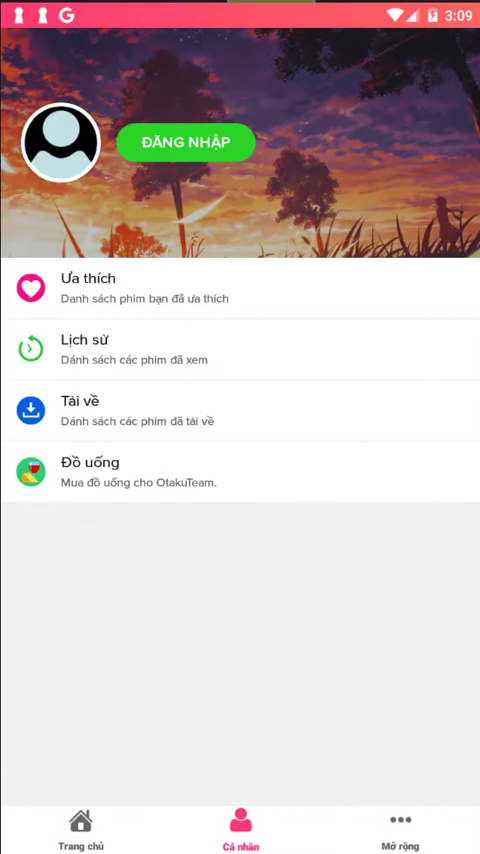 3:09
ĐĂNG NHẬP
Ưa thích
Danh sách phim bạn đã ưa thích
Lịch sử
Dánh sách các phim đã xem
Tải về
Dánh sách các phim đã tải về
Đồ uống
Mua đồ uống cho OtakuTeam.
Trang chủ
Cá nhân
Mở rộng